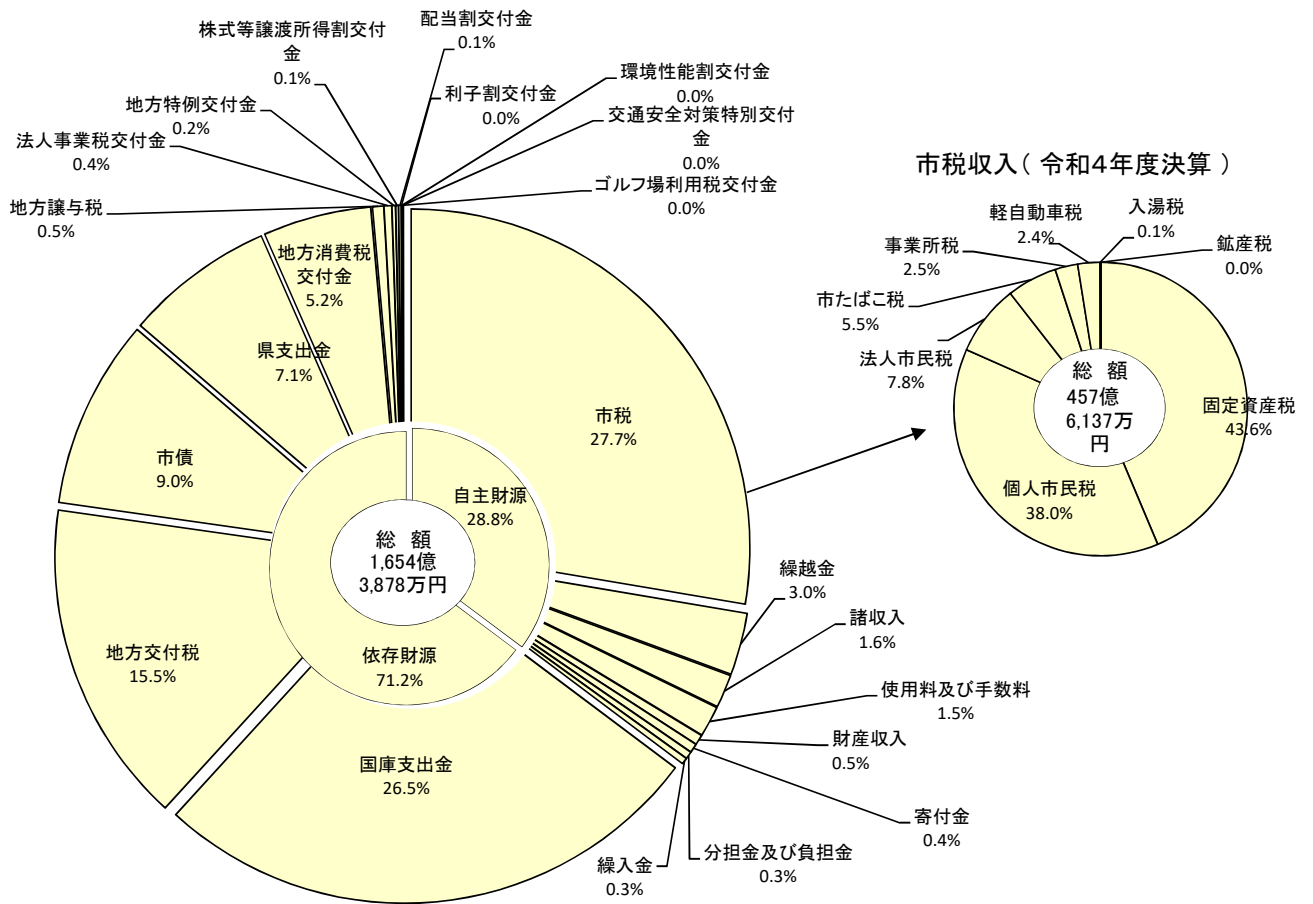 株式等譲渡所得割交付
金
0.1%
配当割交付金
0.1%
環境性能割交付金
0.0%
利子割交付金
0.0%
交通安全対策特別交付
金
0.0%
地方特例交付金
0.2%
法人事業税交付金
0.4%
ゴルフ場利用税交付金
0.0%
地方譲与税
0.5%
地方消費税
交付金
5.2%
県支出金
7.1%
市債
9.0%
地方交付税
15.5%
国庫支出金
26.5%
市税
27.7%
自主財源
28.8%
総 額
1,654億
3,878万円
依存財源
71.2%
繰越金
3.0%
諸収入
1.6%
使用料及び手数料
1.5%
財産収入
0.5%
寄付金
0.4%
分担金及び負担金
0.3%
繰入金
0.3%
市税収入（ 令和4年度決算 ）
入湯税
0.1%
軽自動車税
2.4%
鉱産税
0.0%
事業所税
2.5%
市たばこ税
5.5%
法人市民税
7.8%
総 額
457億
6,137万
円
固定資産税
43.6%
個人市民税
38.0%